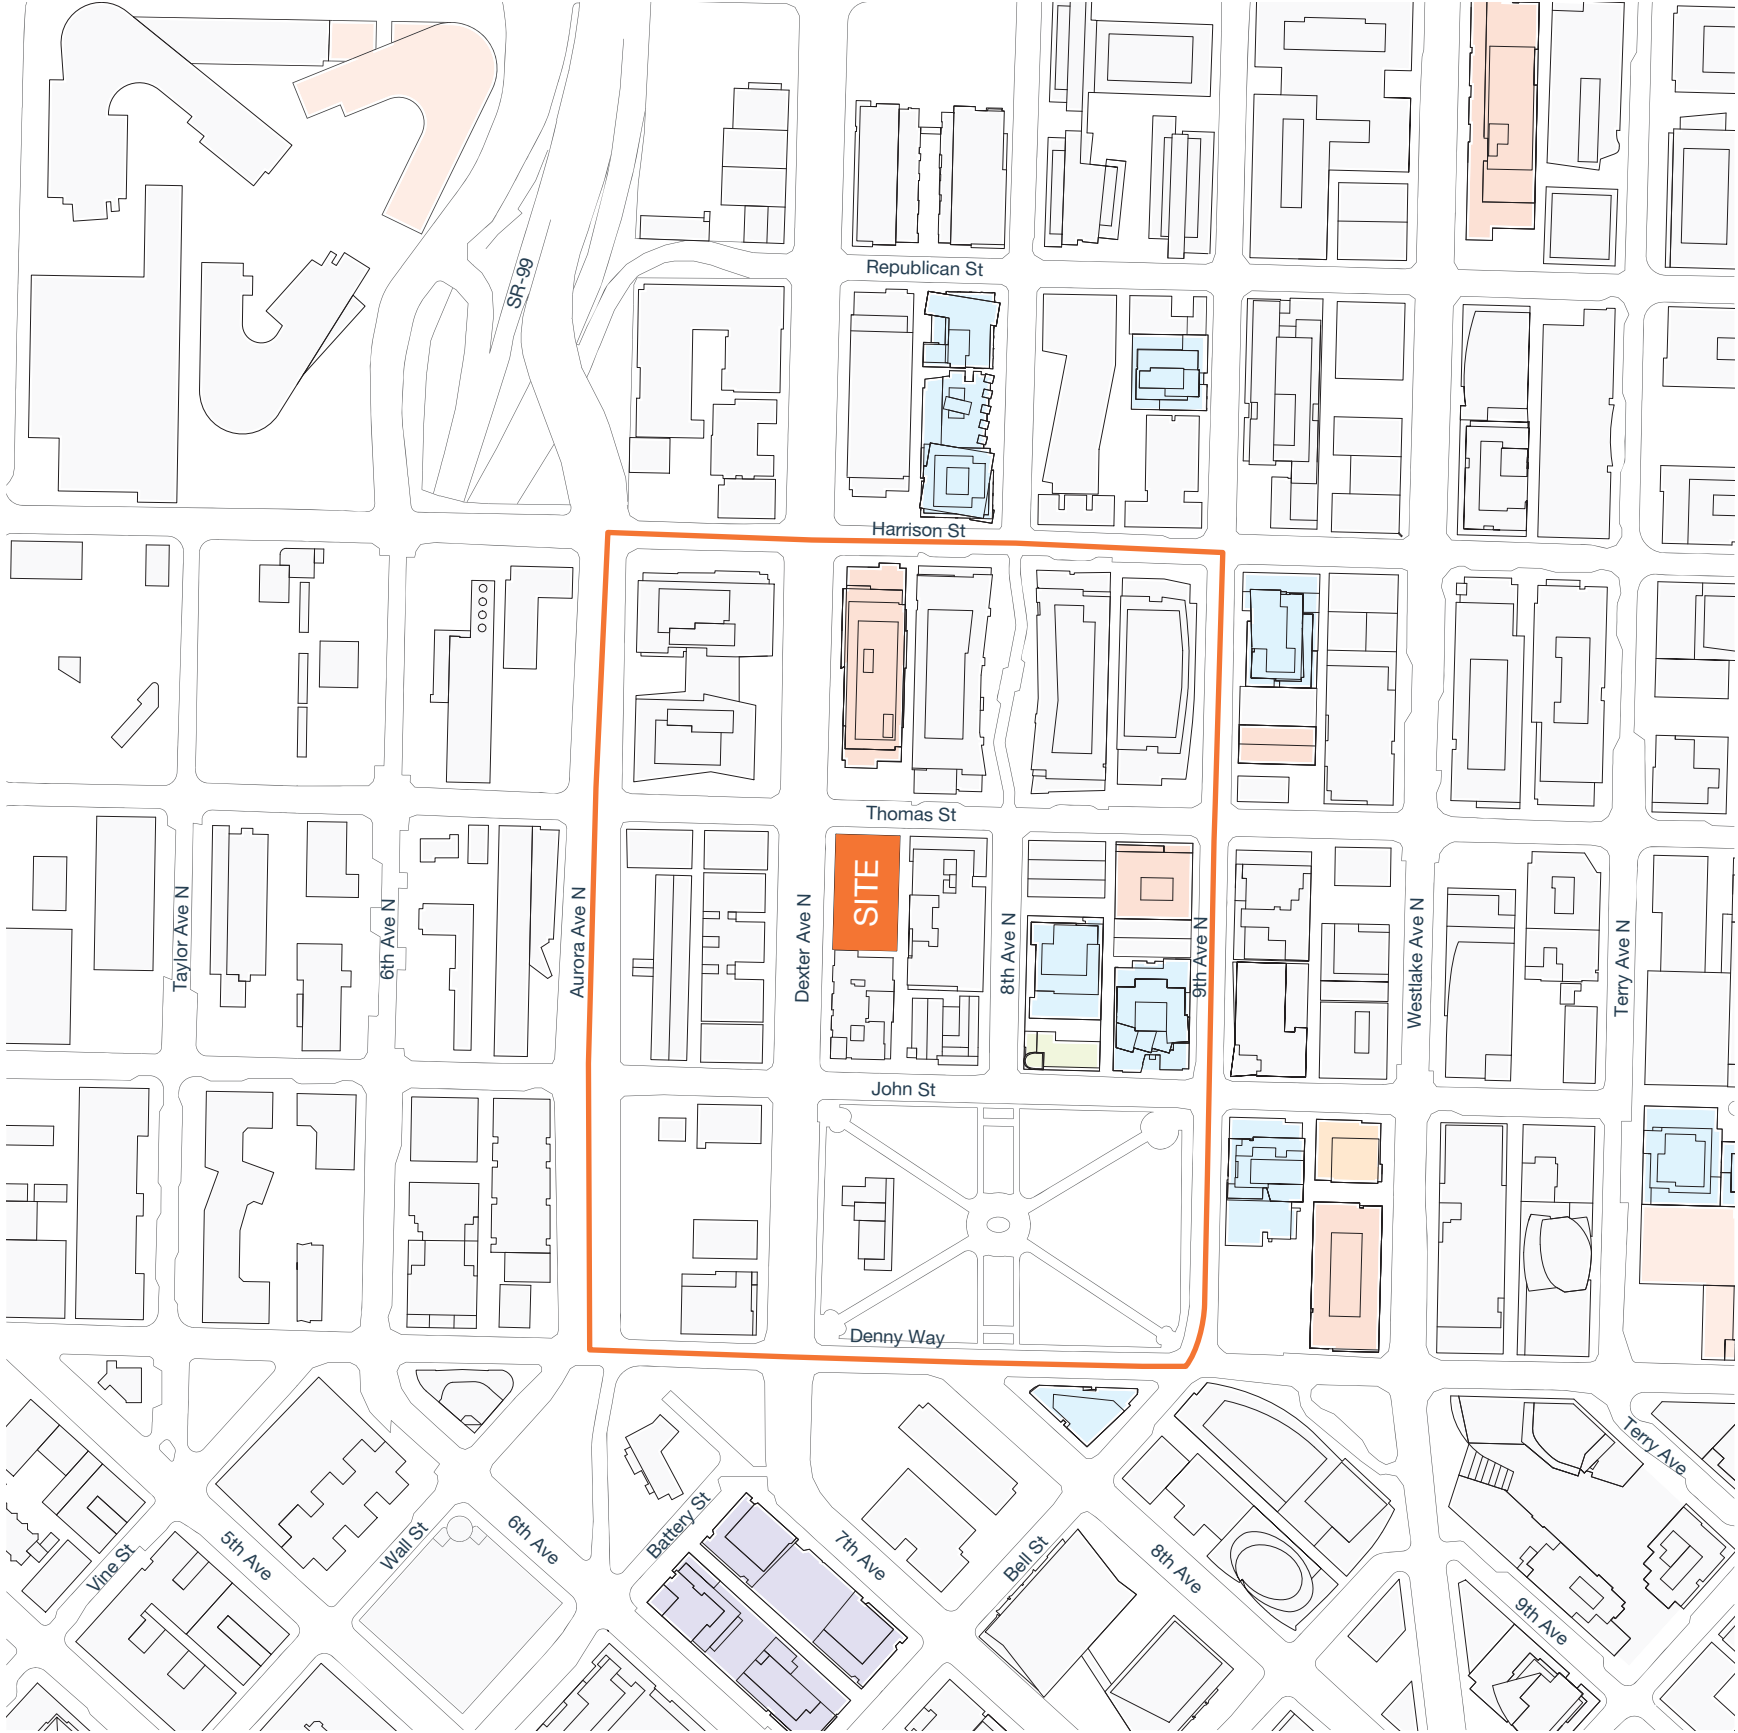 Republican St
SR-99
Harrison St
Thomas St
SITE
Taylor Ave N
6th Ave N
Aurora Ave N
Dexter Ave N
8th Ave N
9th Ave N
Westlake Ave N
Terry Ave N
John St
Denny Way
Terry Ave
Vine St
5th Ave
Wall St
6th Ave
Battery St
7th Ave
Bell St
8th Ave
9th Ave